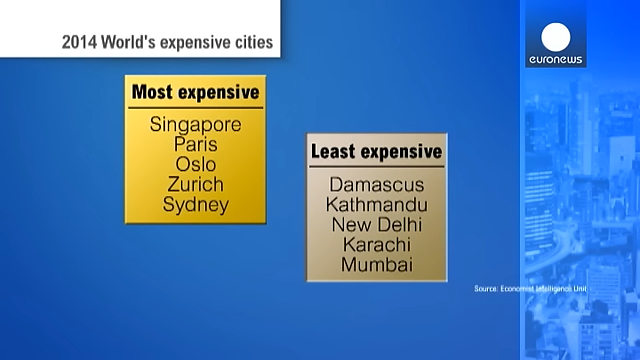 2014 World's expensive cities
euronews
Most expensive
Singapore
Paris
Oslo
Zurich
Sydney
Least expensive
Damascus
Kathmandu
New Delhi
Karachi
Mumbai
Source: Economist Intelligence Unit